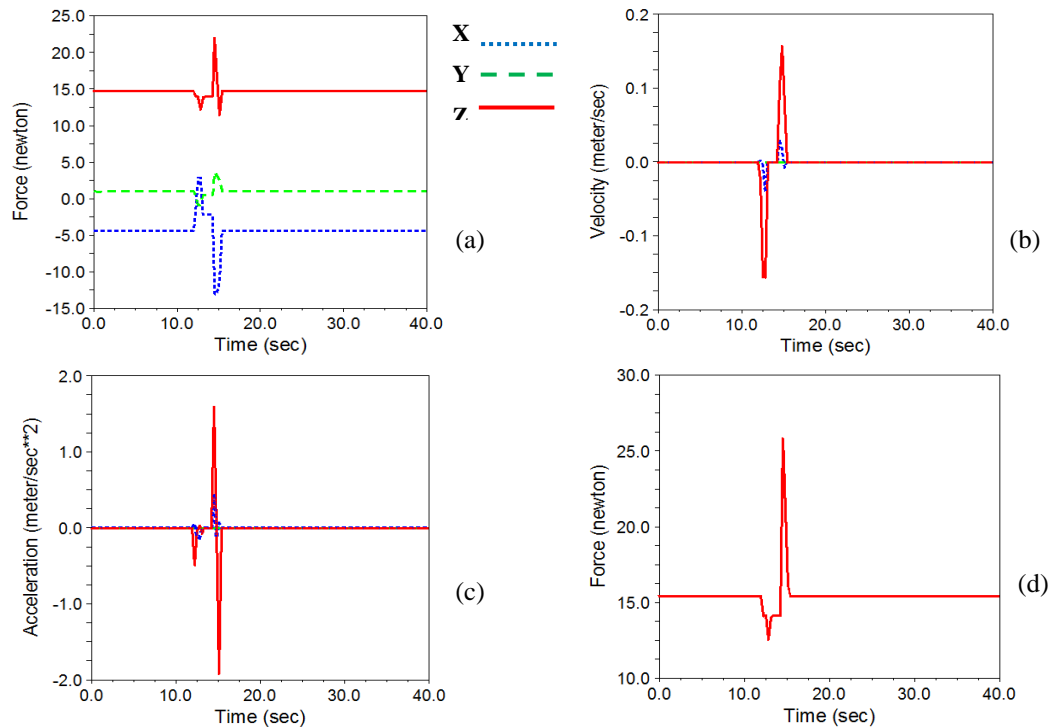 25.0
20.0
15.0
10.0
5.0
0.0
-5.0
-10.0
-15.0
Force (newton)
0.0 10.0 20.0 30.0 40.0
Time (sec)
(a)
X
Y
Z
0.2
0.1
0.0
-0.1
-0.2
Velocity (meter/sec)
0.0 10.0 20.0 30.0 40.0
Time (sec)
(b)
2.0
1.0
0.0
-1.0
-2.0
Acceleration (meter/sec**2)
0.0 10.0 20.0 30.0 40.0
Time (sec)
(c)
30.0
25.0
20.0
15.0
10.0
Force (newton)
0.0 10.0 20.0 30.0 40.0
Time (sec)
(d)